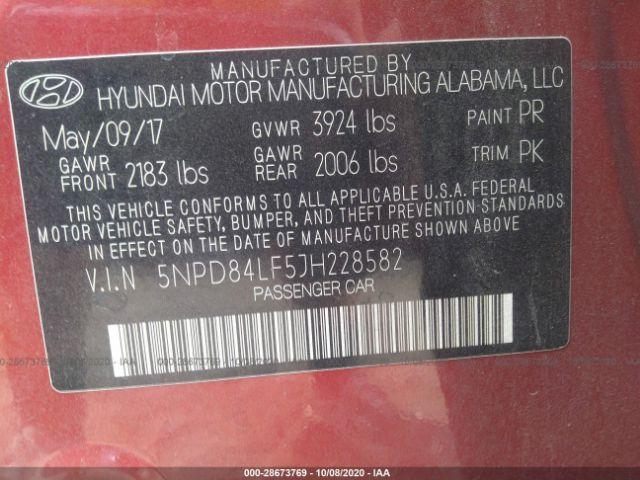 MANUFACTURED BY
HYUNDAI MOTOR MANUFACTURING ALABAMA, LLC
May/09/17 GVWR 3924 lbs PAINT PR
GAWR FRONT 2183 lbs GAWR REAR 2006 lbs TRIM PK
THIS VEHICLE CONFORMS TO ALL APPLICABLE U.S.A. FEDERAL
MOTOR VEHICLE SAFETY, BUMPER, AND THEFT PREVENTION STANDARDS
IN EFFECT ON THE DATE OF MANUFACTURE SHOWN ABOVE.
V.I.N 5NPD84LF5JH228582
PASSENGER CAR
000-28673769 - 10/08/2020 - IAA